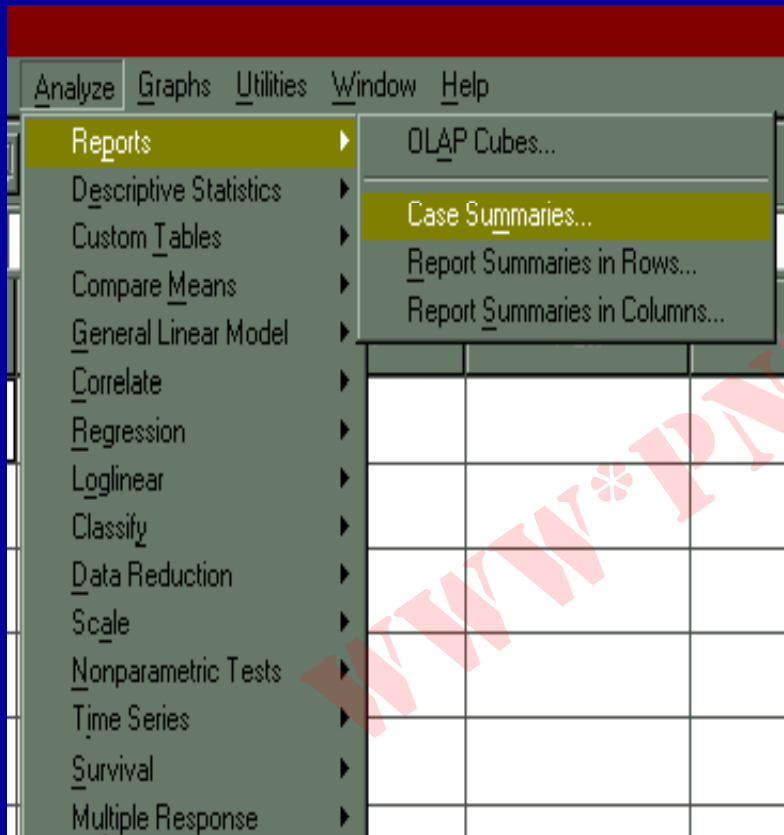 Analyze Graphs Utilities Window Help
Reports
Descriptive Statistics
Custom Tables
Compare Means
General Linear Model
Correlate
Regression
Loglinear
Classify
Data Reduction
Scale
Nonparametric Tests
Time Series
Survival
Multiple Response
OLAP Cubes...
Case Summaries...
Report Summaries in Rows...
Report Summaries in Columns...